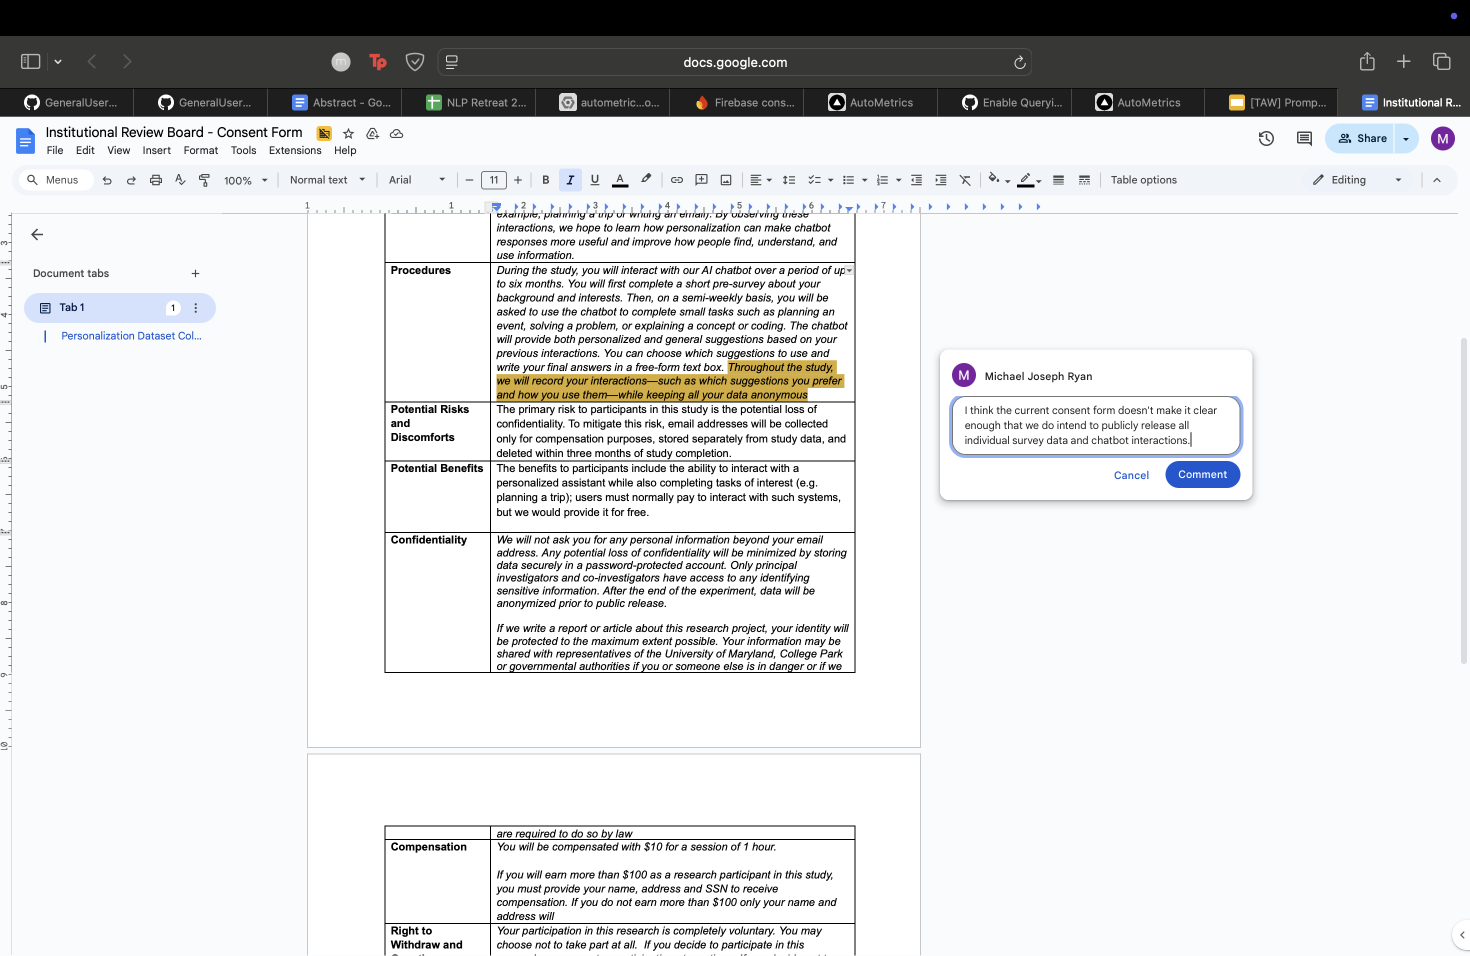 docs.google.com
GeneralUser...
GeneralUser...
Abstract - Go...
NLP Retreat 2...
autometric...o...
Firebase cons...
AutoMetrics
Enable Queryi...
AutoMetrics
[TAW] Promp...
Institutional R...
Institutional Review Board - Consent Form
File Edit View Insert Format Tools Extensions Help
Share
M
Menus
100%
Normal text
Arial
11
B I U A
Table options
Editing
1 1 2 3 4 5 6 7
Document tabs
Tab 1
1
Personalization Dataset Col...
example, planning a trip or writing an email). By observing these
interactions, we hope to learn how personalization can make chatbot
responses more useful and improve how people find, understand, and
use information.
Procedures
During the study, you will interact with our AI chatbot over a period of up
to six months. You will first complete a short pre-survey about your
background and interests. Then, on a semi-weekly basis, you will be
asked to use the chatbot to complete small tasks such as planning an
event, solving a problem, or explaining a concept or coding. The chatbot
will provide both personalized and general suggestions based on your
previous interactions. You can choose which suggestions to use and
write your final answers in a free-form text box. Throughout the study,
we will record your interactions—such as which suggestions you prefer
and how you use them—while keeping all your data anonymous
Potential Risks
and
Discomforts
The primary risk to participants in this study is the potential loss of
confidentiality. To mitigate this risk, email addresses will be collected
only for compensation purposes, stored separately from study data, and
deleted within three months of study completion.
Potential Benefits
The benefits to participants include the ability to interact with a
personalized assistant while also completing tasks of interest (e.g.
planning a trip); users must normally pay to interact with such systems,
but we would provide it for free.
Confidentiality
We will not ask you for any personal information beyond your email
address. Any potential loss of confidentiality will be minimized by storing
data securely in a password-protected account. Only principal
investigators and co-investigators have access to any identifying
sensitive information. After the end of the experiment, data will be
anonymized prior to public release.
If we write a report or article about this research project, your identity will
be protected to the maximum extent possible. Your information may be
shared with representatives of the University of Maryland, College Park
or governmental authorities if you or someone else is in danger or if we
are required to do so by law
Compensation
You will be compensated with $10 for a session of 1 hour.
If you will earn more than $100 as a research participant in this study,
you must provide your name, address and SSN to receive
compensation. If you do not earn more than $100 only your name and
address will
Right to
Withdraw and
Your participation in this research is completely voluntary. You may
choose not to take part at all. If you decide to participate in this
M
Michael Joseph Ryan
I think the current consent form doesn't make it clear
enough that we do intend to publicly release all
individual survey data and chatbot interactions.
Cancel
Comment